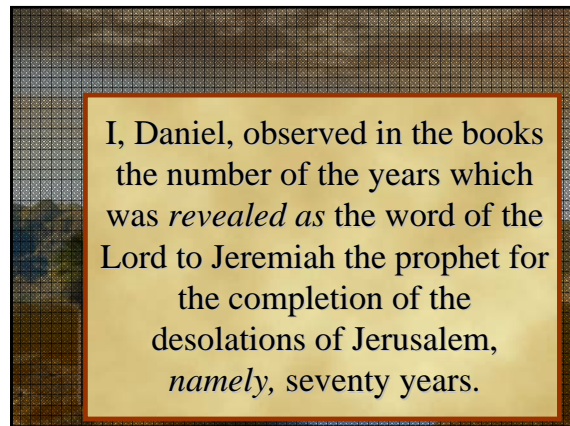 I, Daniel, observed in the books
the number of the years which
was revealed as the word of the
Lord to Jeremiah the prophet for
the completion of the
desolations of Jerusalem,
namely, seventy years.